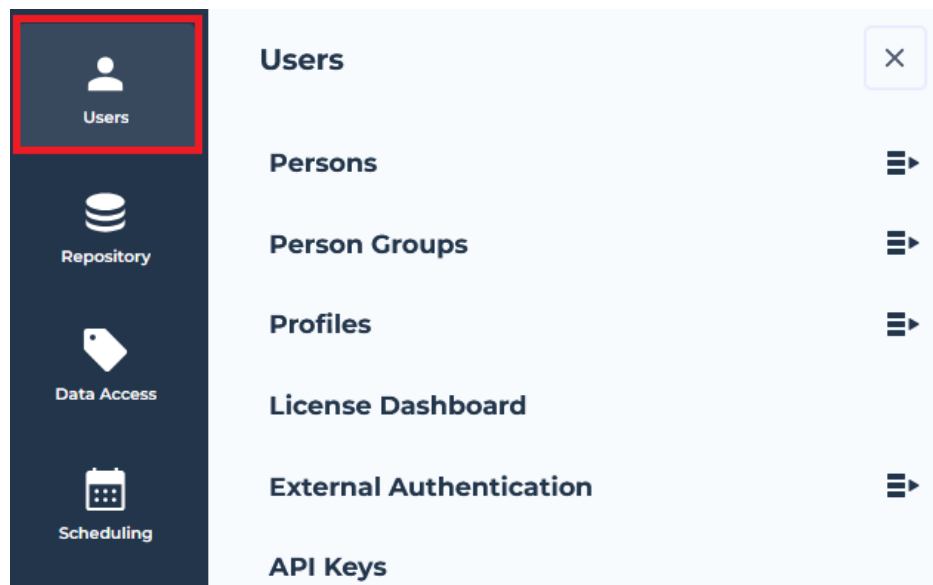 Users
Repository
Data Access
Scheduling
Users
Persons
Person Groups
Profiles
License Dashboard
External Authentication
API Keys